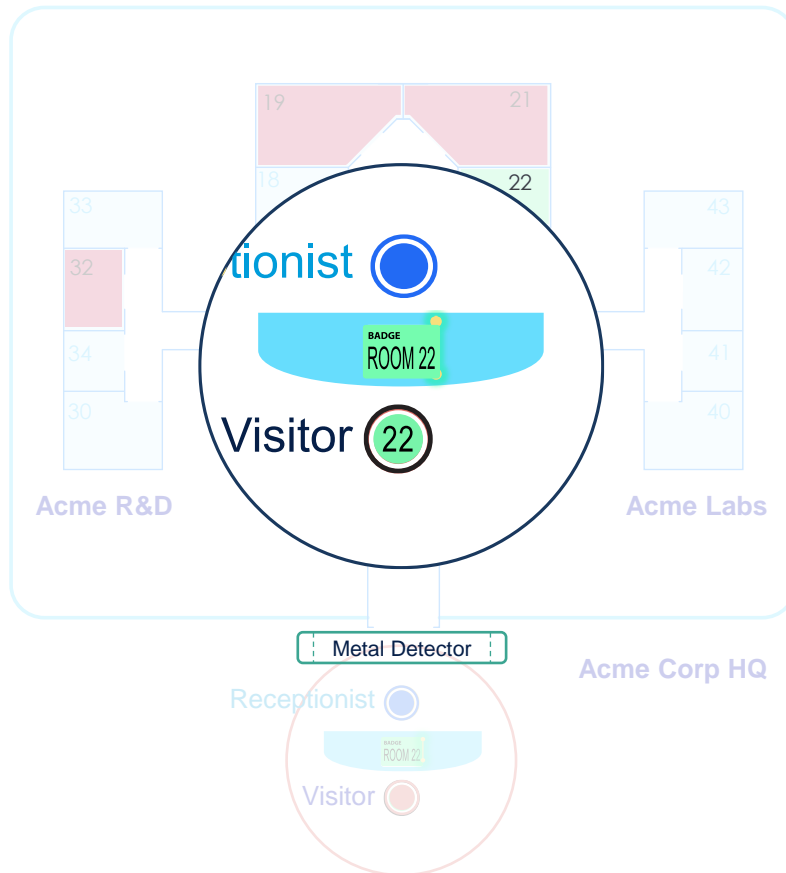 19
21
18
22
33
43
32
42
34
41
30
40
tionist
BADGE
ROOM 22
Visitor
22
Acme R&D
Acme Labs
Metal Detector
Acme Corp HQ
Receptionist
BADGE
ROOM 22
Visitor